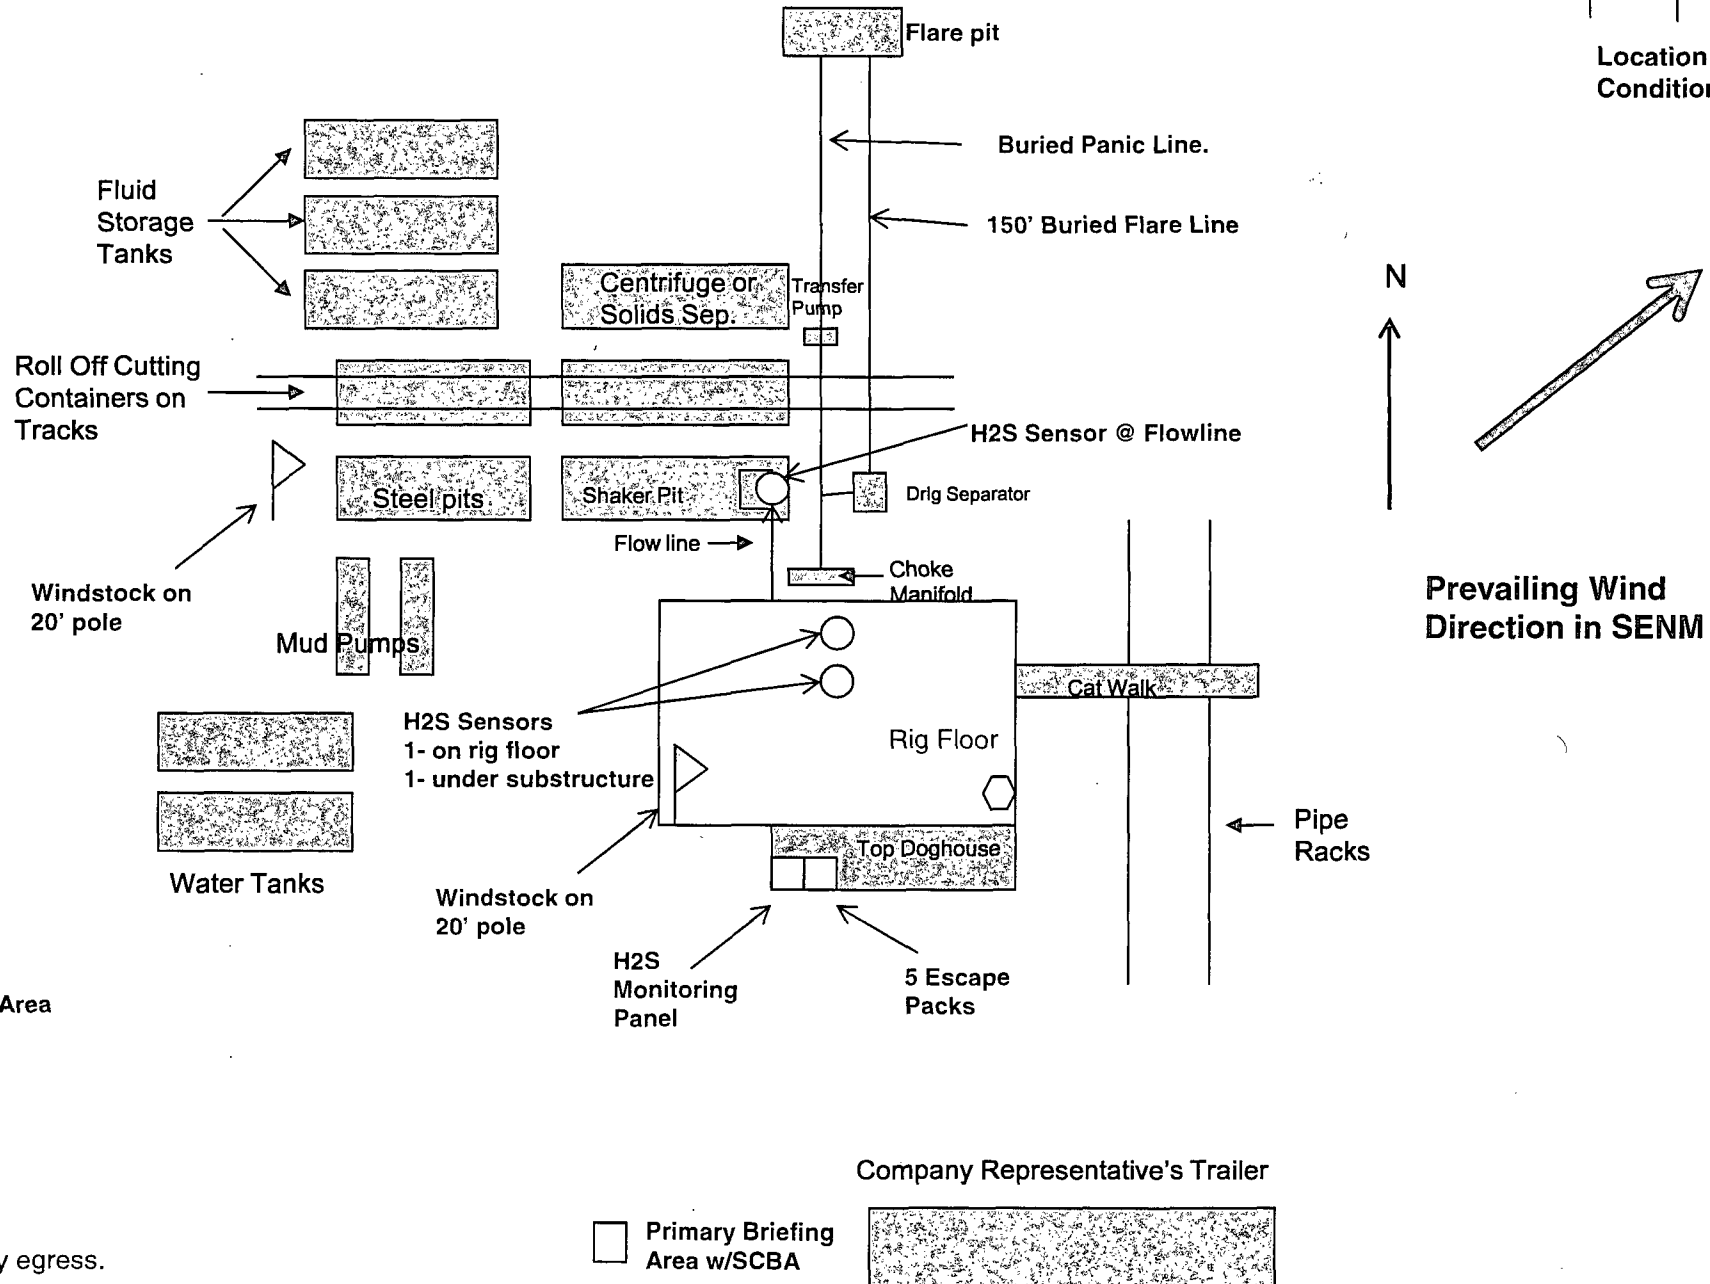 Flare pit
Location
Buried Panic Line.
Fluid
Storage
Tanks
150' Buried Flare Line
N
Centrifuge or
Solids Sep.
Transfer
Pump
Roll Off Cutting
Containers on
Tracks
H2S Sensor @ Flowline
Steel pits
Shaker Pit
Drlg Separator
Flow line
Choke
Manifold
Windstock on
20' pole
Prevailing Wind
Direction in SENM
Mud Pumps
Cat Walk
H2S Sensors
1- on rig floor
1- under substructure
Rig Floor
Pipe
Racks
Top Doghouse
Water Tanks
Windstock on
20' pole
H2S
Monitoring
Panel
5 Escape
Packs
Area
Company Representative's Trailer
Primary Briefing
Area w/SCBA
egress.